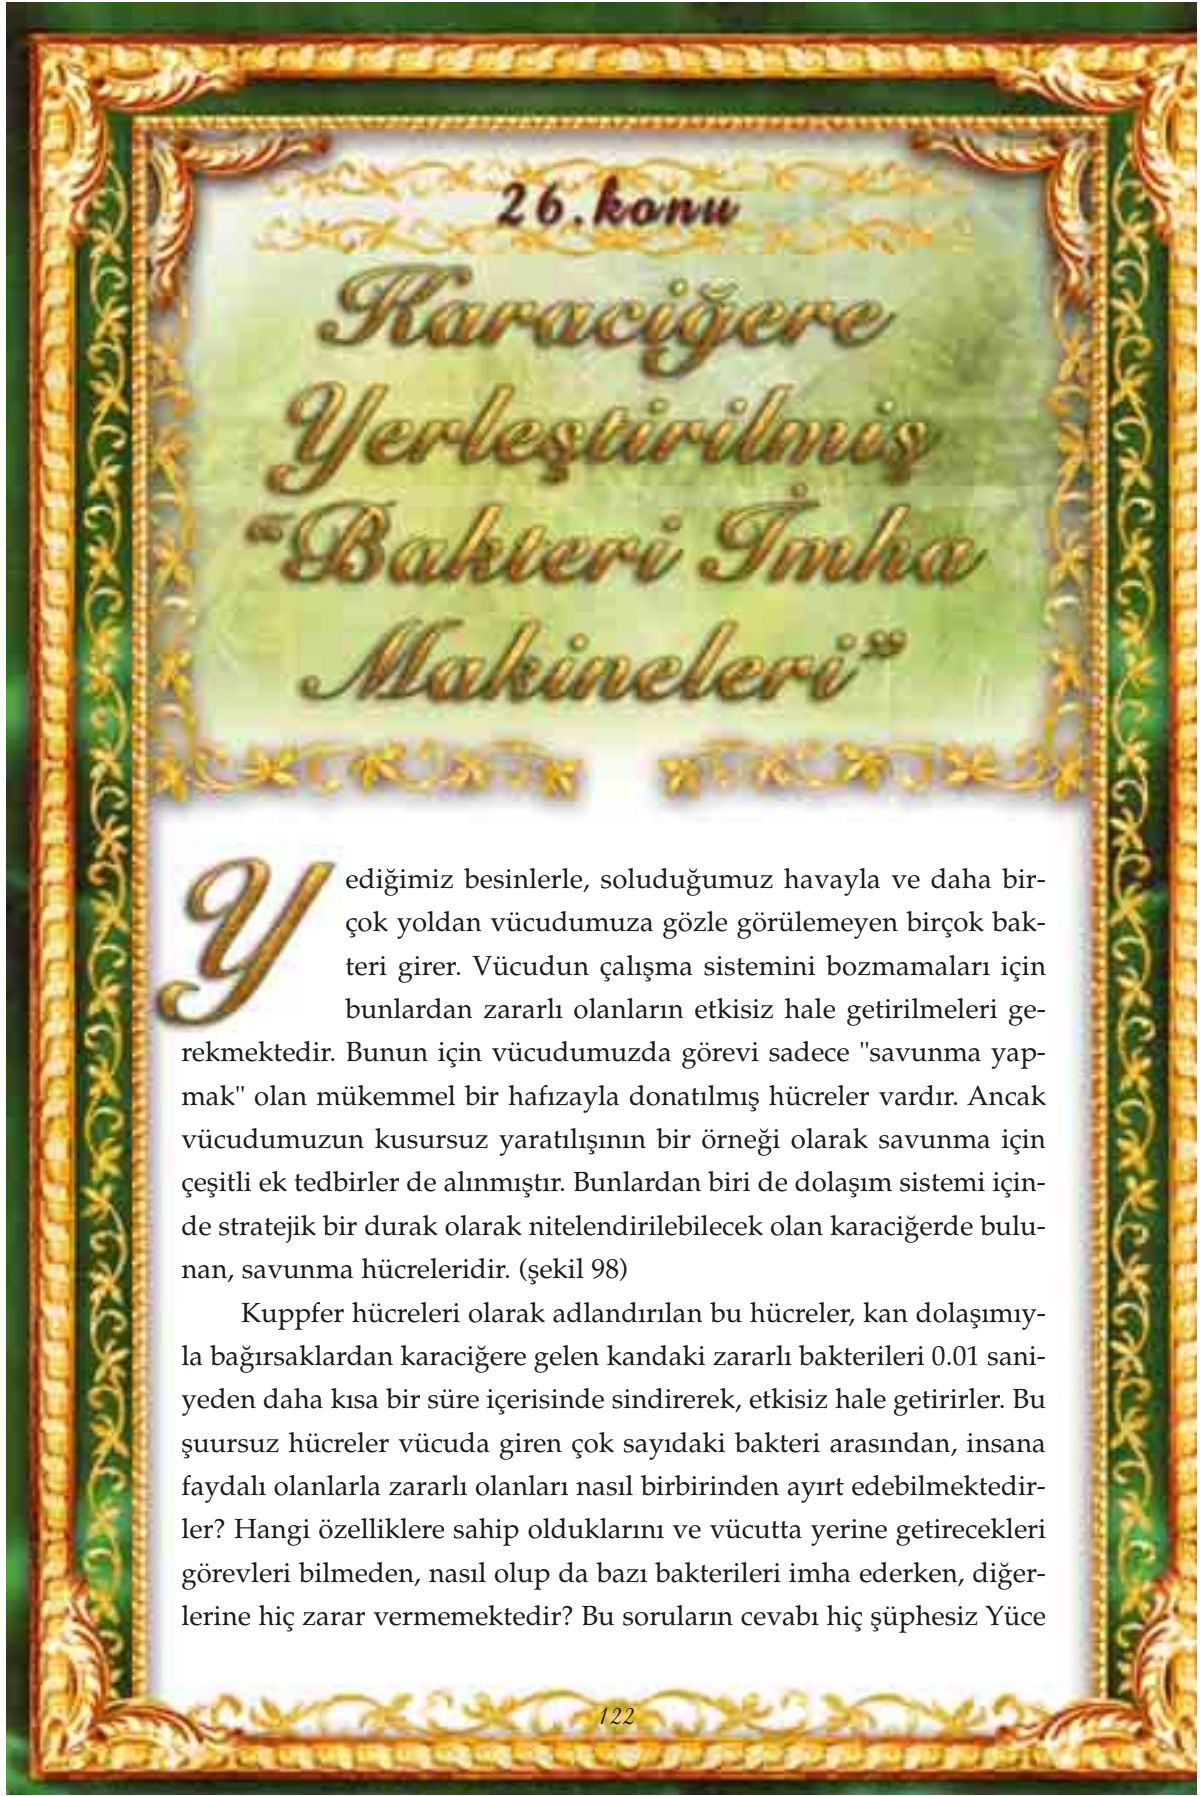 26.konu
Karaciğere
Yerleştirilmiş
“Bakteri İmha
Makineleri”
Yediğimiz besinlerle, soluduğumuz havayla ve daha bir-
çok yoldan vücudumuza gözle görülemeyen birçok bak-
teri girer. Vücudun çalışma sistemini bozmamaları için
bunlardan zararlı olanların etkisiz hale getirilmeleri ge-
rekmektedir. Bunun için vücudumuzda görevi sadece "savunma yap-
mak" olan mükemmel bir hafızayla donatılmış hücreler vardır. Ancak
vücudumuzun kusursuz yaratılışının bir örneği olarak savunma için
çeşitli ek tedbirler de alınmıştır. Bunlardan biri de dolaşım sistemi için-
de stratejik bir durak olarak nitelendirilebilecek olan karaciğerde bulu-
nan, savunma hücreleridir. (şekil 98)
Kuppfer hücreleri olarak adlandırılan bu hücreler, kan dolaşımıy-
la bağırsaklardan karaciğere gelen kandaki zararlı bakterileri 0.01 sani-
yeden daha kısa bir süre içerisinde sindirerek, etkisiz hale getirirler. Bu
şuursuz hücreler vücuda giren çok sayıdaki bakteri arasından, insana
faydalı olanlarla zararlı olanları nasıl birbirinden ayırt edebilmektedir-
ler? Hangi özelliklere sahip olduklarını ve vücutta yerine getirecekleri
görevleri bilmeden, nasıl olup da bazı bakterileri imha ederken, diğer-
lerine hiç zarar vermemektedir? Bu soruların cevabı hiç şüphesiz Yüce
122